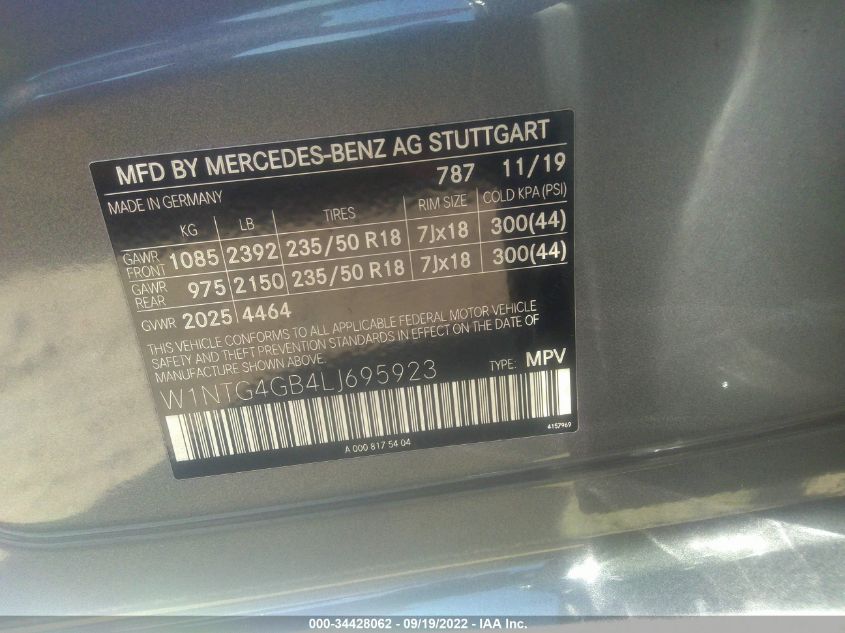 MFD BY MERCEDES-BENZ AG STUTTGART
MADE IN GERMANY 787 11/19
KG LB TIRES RIM SIZE COLD KPA (PSI)
GAWR FRONT 1085 2392 235/50 R18 7Jx18 300(44)
GAWR REAR 975 2150 235/50 R18 7Jx18 300(44)
GVWR 2025 4464
THIS VEHICLE CONFORMS TO ALL APPLICABLE FEDERAL MOTOR VEHICLE
SAFETY AND THEFT PREVENTION STANDARDS IN EFFECT ON THE DATE OF
MANUFACTURE SHOWN ABOVE.
W1NTG4GB4LJ695923 TYPE: MPV
A 000 817 54 04 4157969
000-34428062 - 09/19/2022 - IAA Inc.